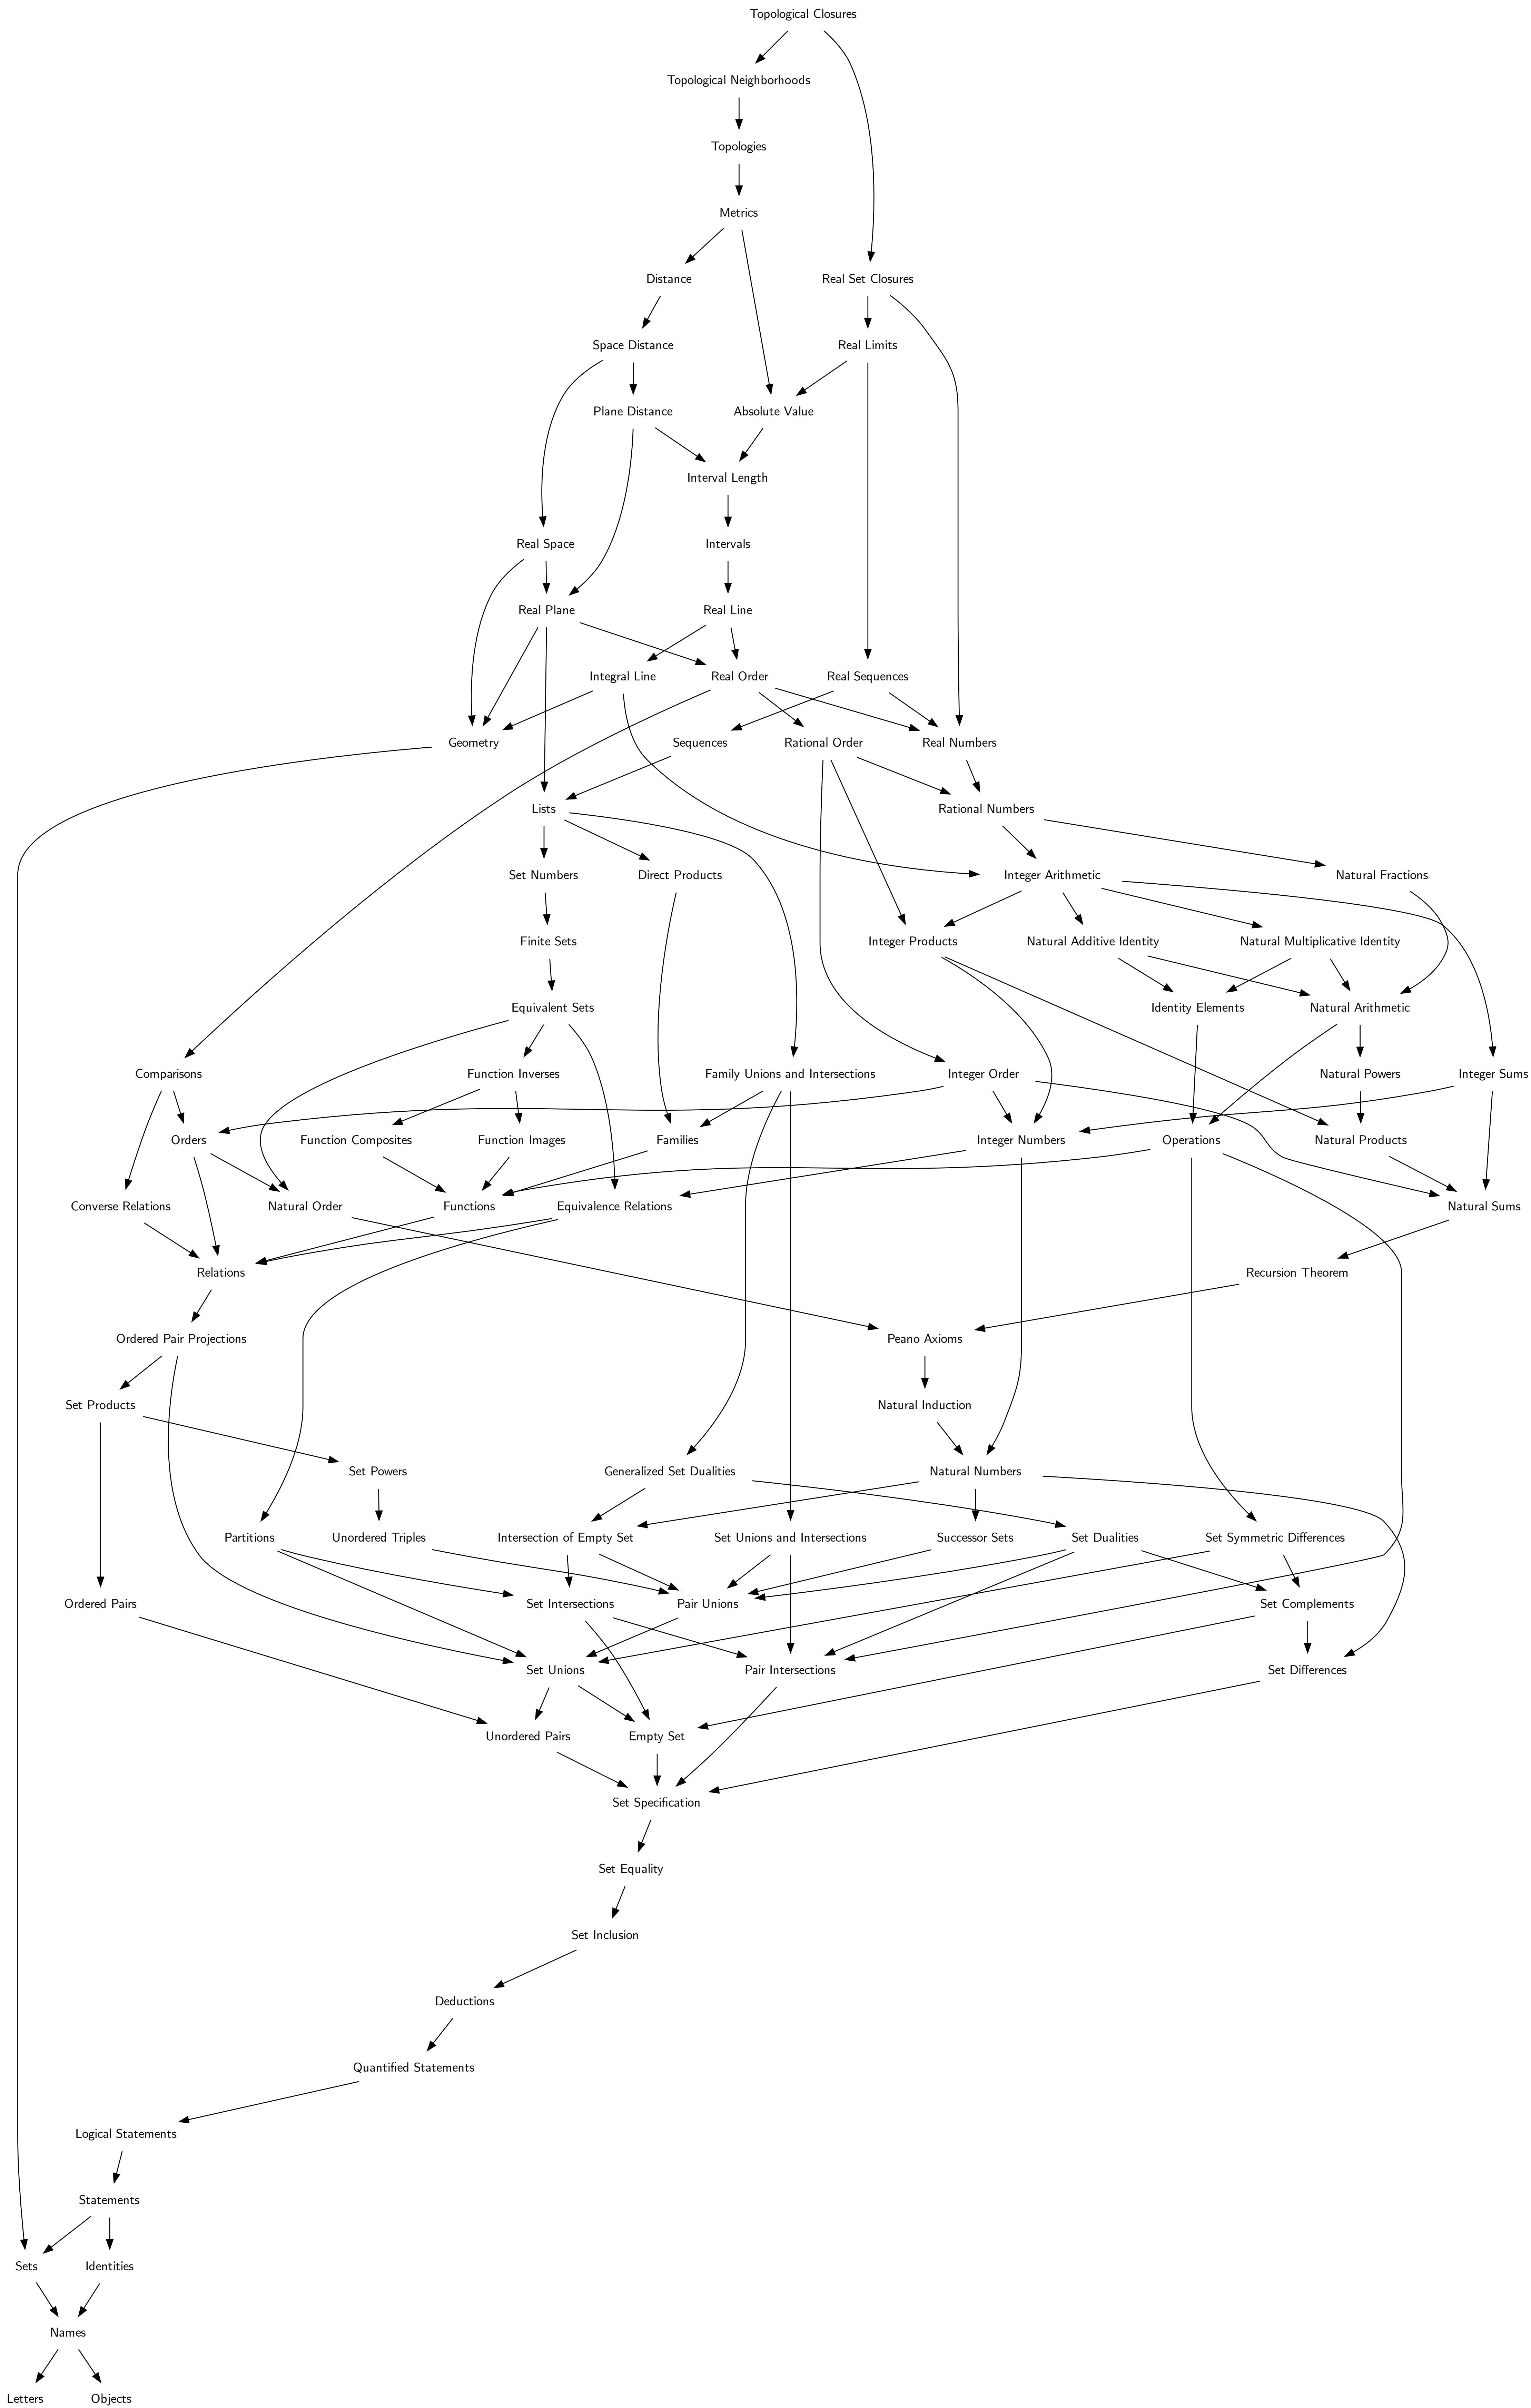 Topological Closures
Topological Neighborhoods
Topologies
Metrics
Distance
Real Set Closures
Space Distance
Real Limits
Plane Distance
Absolute Value
Interval Length
Real Space
Intervals
Real Plane
Real Line
Integral Line
Real Order
Real Sequences
Geometry
Sequences
Rational Order
Real Numbers
Lists
Rational Numbers
Set Numbers
Direct Products
Integer Arithmetic
Natural Fractions
Finite Sets
Integer Products
Natural Additive Identity
Natural Multiplicative Identity
Equivalent Sets
Identity Elements
Natural Arithmetic
Comparisons
Function Inverses
Family Unions and Intersections
Integer Order
Natural Powers
Integer Sums
Orders
Function Composites
Function Images
Families
Integer Numbers
Operations
Natural Products
Converse Relations
Natural Order
Functions
Equivalence Relations
Natural Sums
Relations
Recursion Theorem
Ordered Pair Projections
Peano Axioms
Set Products
Natural Induction
Set Powers
Generalized Set Dualities
Natural Numbers
Partitions
Unordered Triples
Intersection of Empty Set
Set Unions and Intersections
Successor Sets
Set Dualities
Set Symmetric Differences
Ordered Pairs
Set Intersections
Pair Unions
Set Complements
Set Unions
Pair Intersections
Set Differences
Unordered Pairs
Empty Set
Set Specification
Set Equality
Set Inclusion
Deductions
Quantified Statements
Logical Statements
Statements
Sets
Identities
Names
Letters
Objects